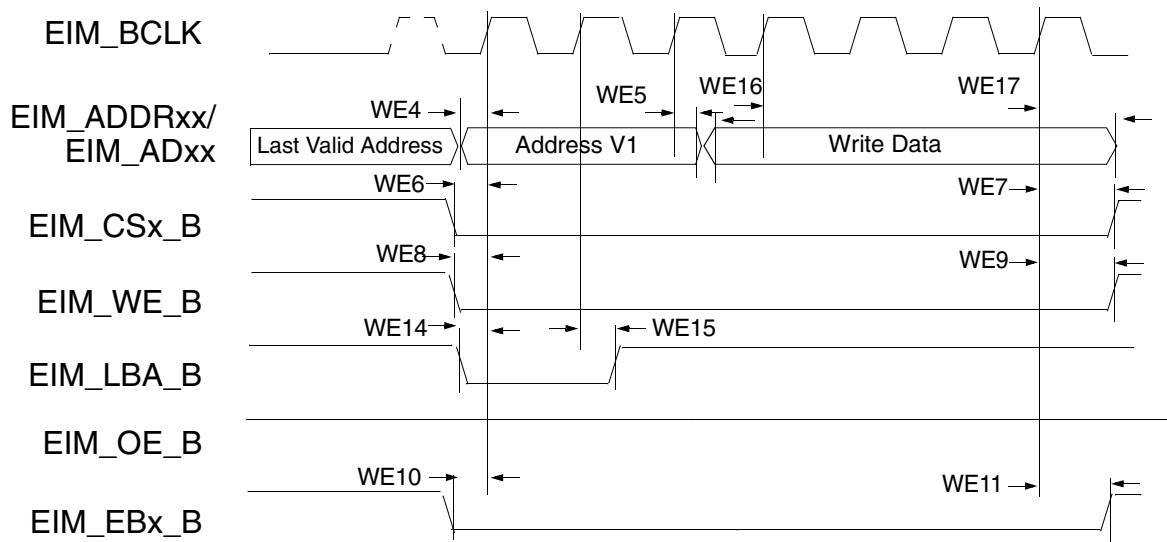 EIM_BCLK
WE5 WE16 WE17
EIM_ADDRxx/ WE4
EIM_ADxx Last Valid Address Address V1 Write Data
WE6 WE7
EIM_CSx_B
WE8 WE9
EIM_WE_B
WE14 WE15
EIM_LBA_B
EIM_OE_B
WE10 WE11
EIM_EBx_B